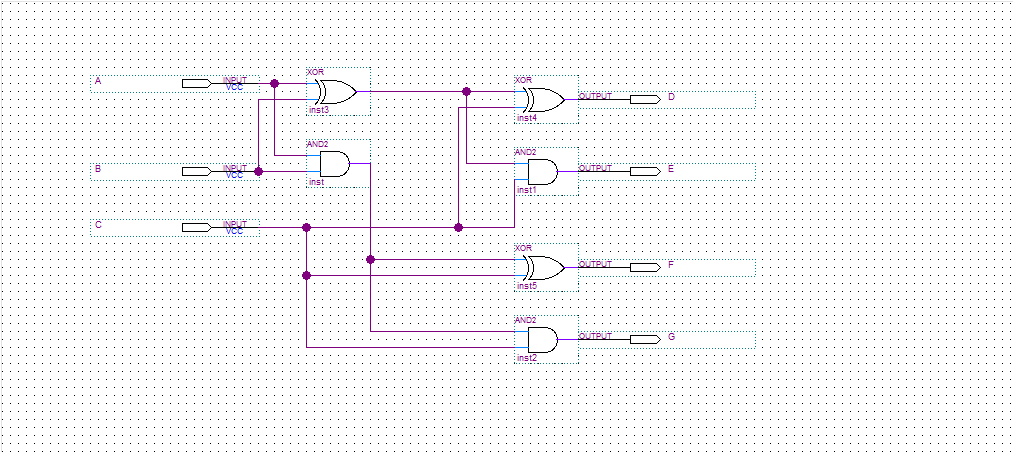 XOR
A
INPUT
VCC
inst3
XOR
OUTPUT
D
inst4
AND2
B
INPUT
VCC
inst
AND2
OUTPUT
E
inst1
C
INPUT
VCC
XOR
OUTPUT
F
inst5
AND2
OUTPUT
G
inst2